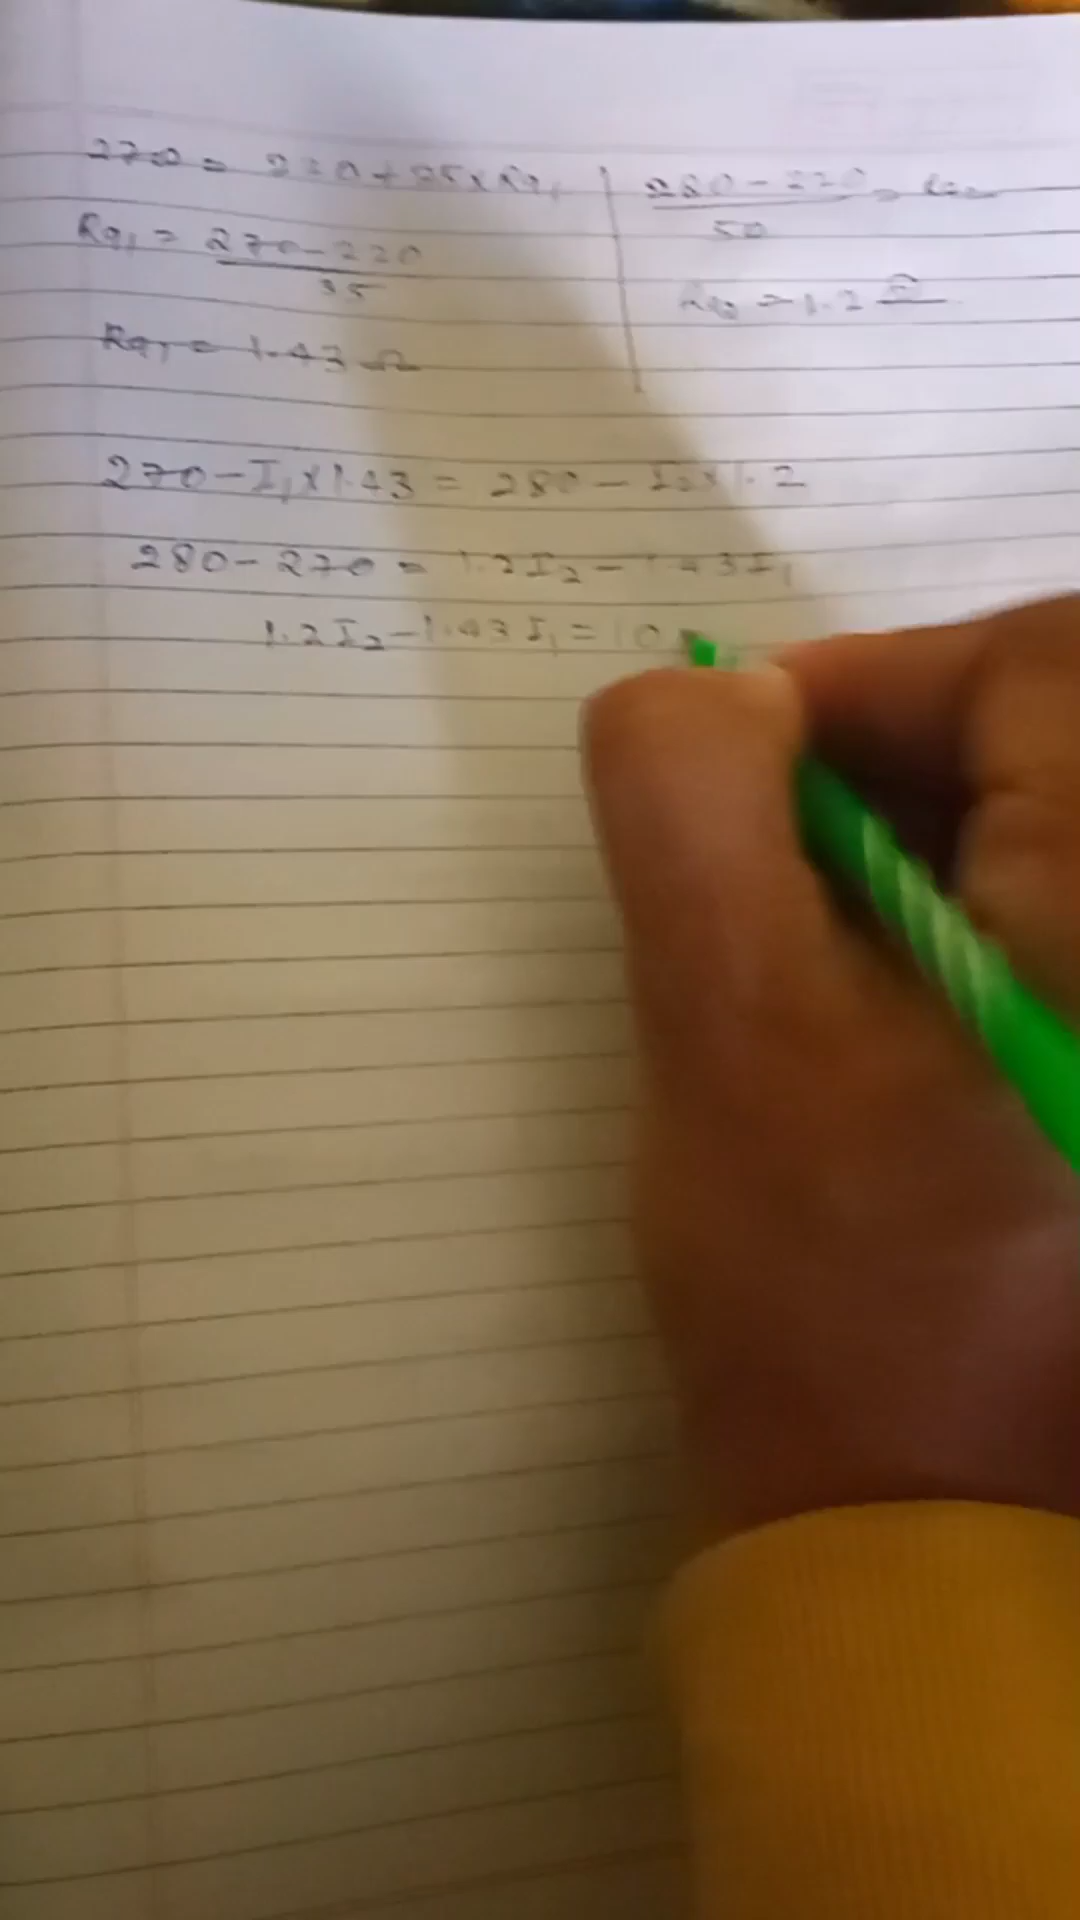 270 = 220 + 35 x Ra₁
Ra₁ = 270 - 220
35
Ra₁ = 1.43 Ω
280 - 220 =
50
Ra₂ = 1.2 Ω
270 - I₁ x 1.43 = 280 - I₂ x 1.2
280 - 270 = 1.2 I₂ - 1.43 I₁
1.2 I₂ - 1.43 I₁ = 10